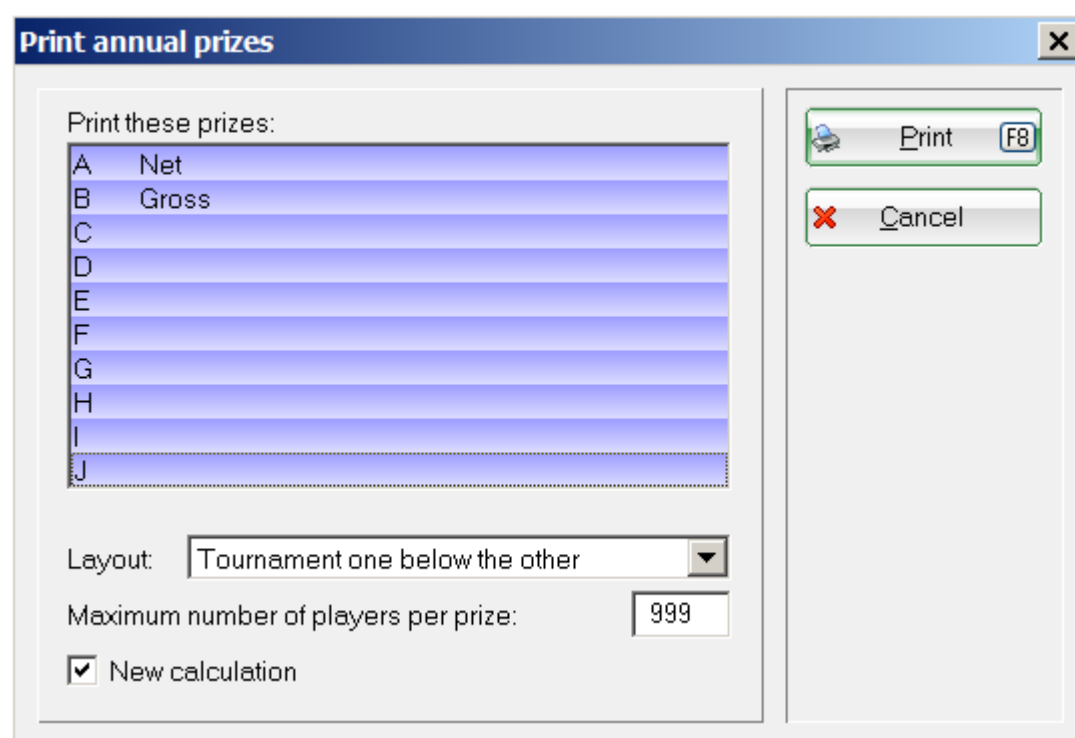 Print annual prizes
Print these prizes:
A Net
B Gross
C
D
E
F
G
H
I
J
Layout: Tournament one below the other
Maximum number of players per prize: 999
New calculation
Print F8
Cancel